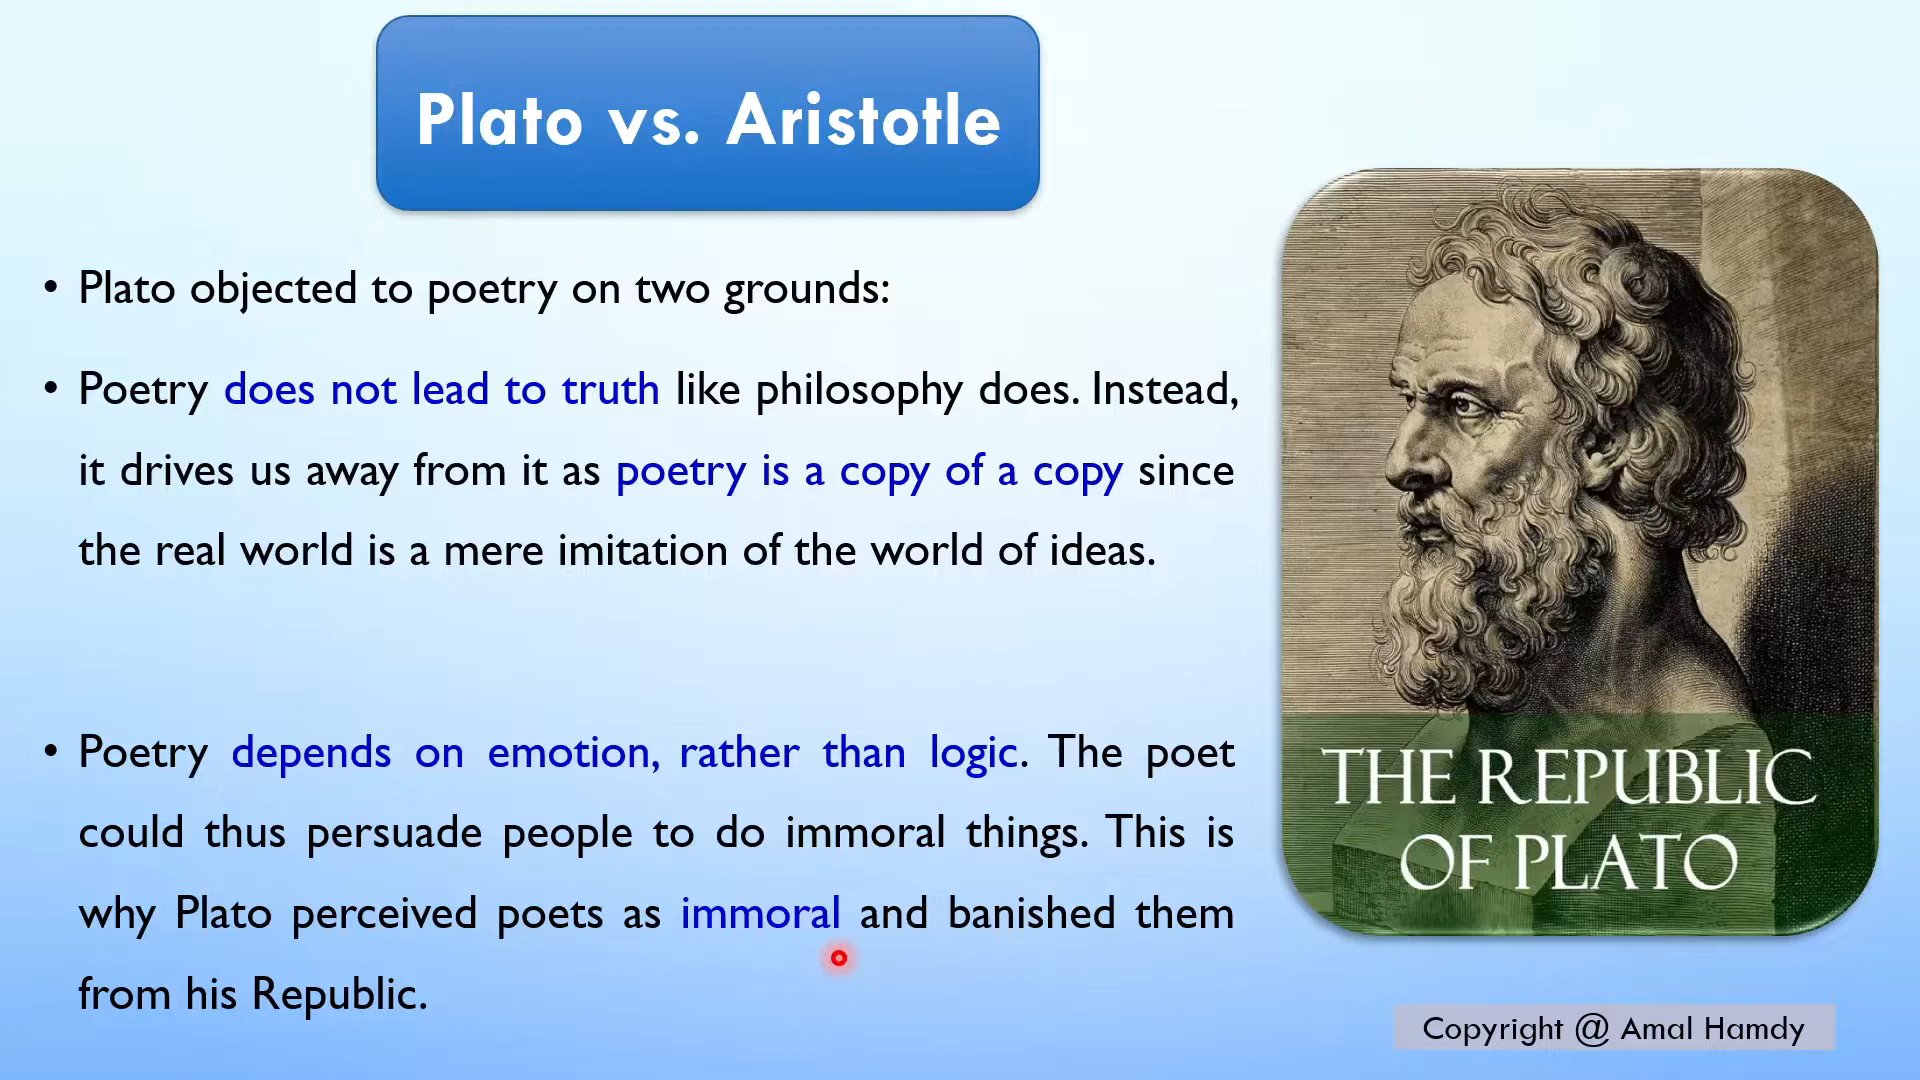 Plato vs. Aristotle
• Plato objected to poetry on two grounds:
• Poetry does not lead to truth like philosophy does. Instead,
it drives us away from it as poetry is a copy of a copy since
the real world is a mere imitation of the world of ideas.
• Poetry depends on emotion, rather than logic. The poet
could thus persuade people to do immoral things. This is
why Plato perceived poets as immoral and banished them
from his Republic.
THE REPUBLIC
OF PLATO
Copyright @ Amal Hamdy